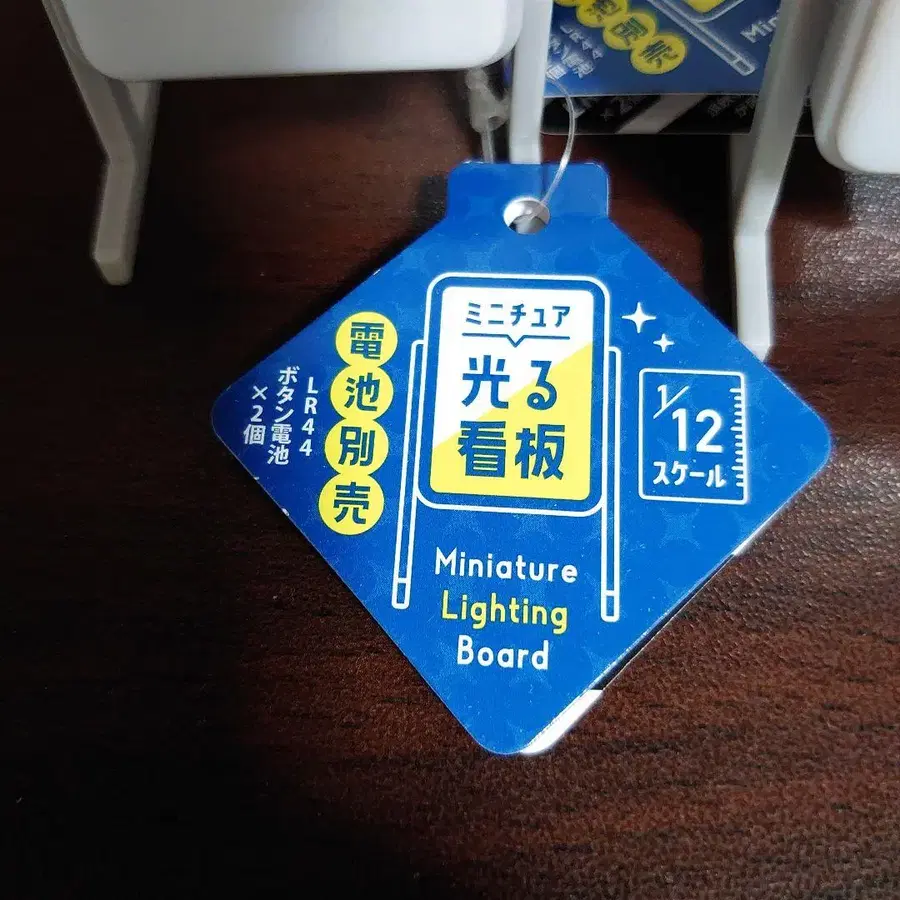 ミニチュア
光る
看板
電池別売
LR44
ボタン電池
×2個
1/12
スケール
Miniature
Lighting
Board
LR44